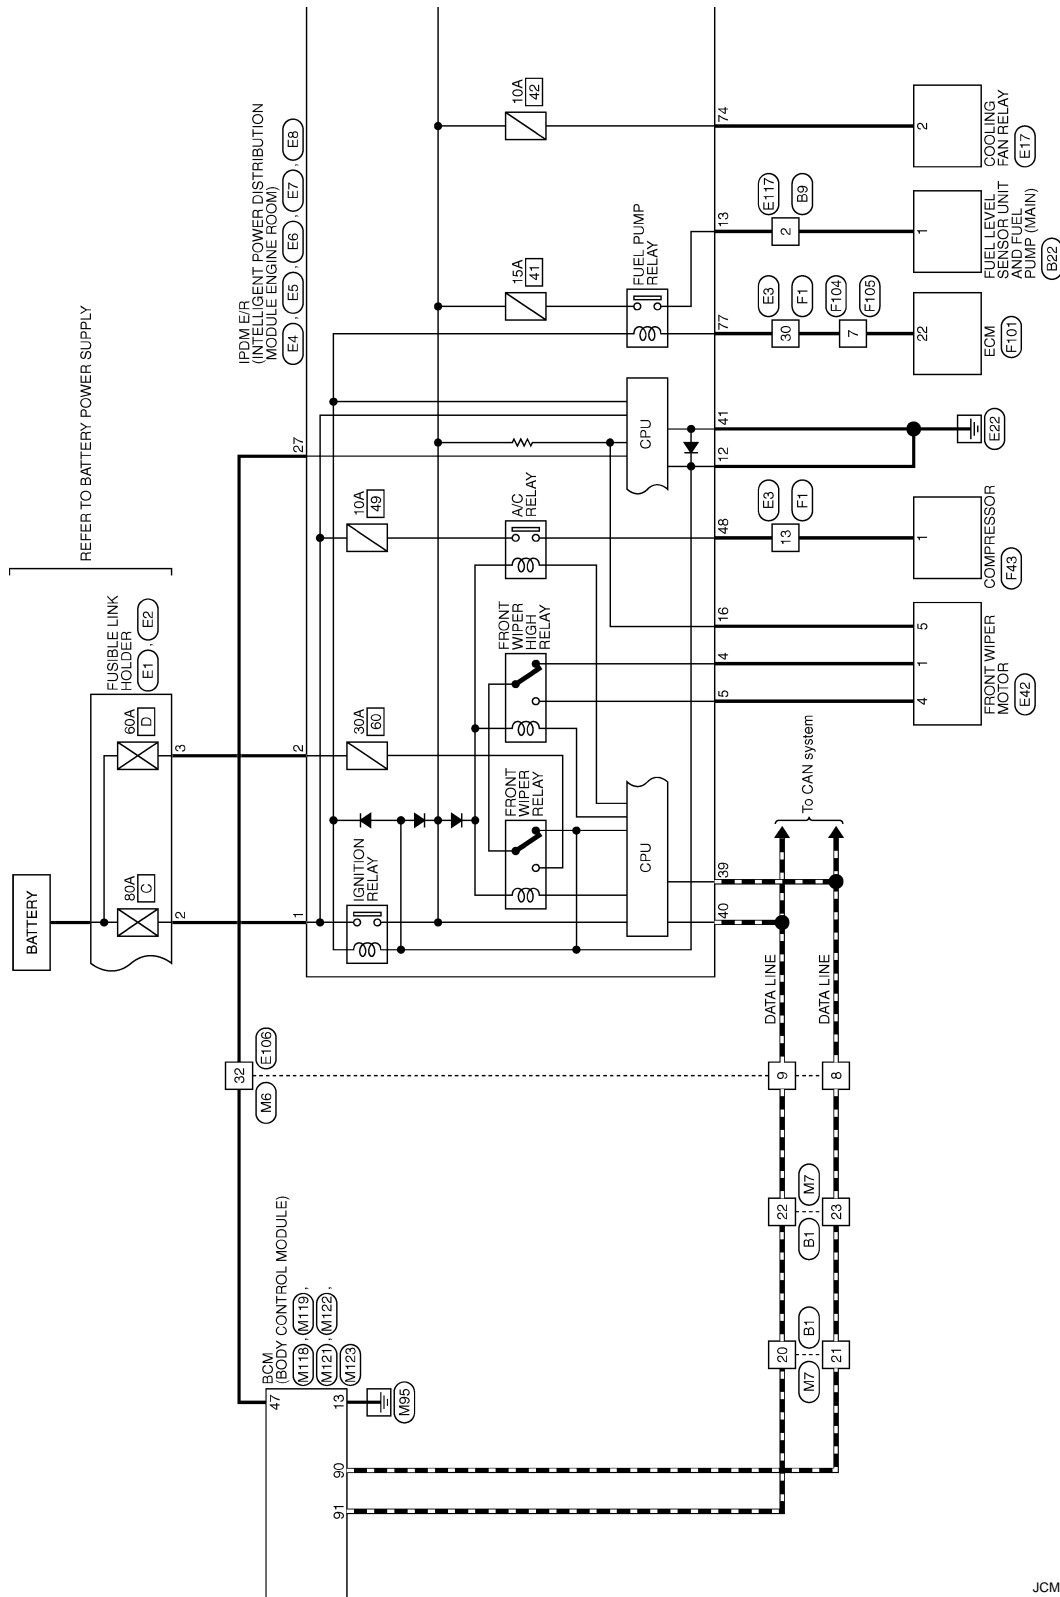 REFER TO BATTERY POWER SUPPLY
BATTERY
FUSIBLE LINK
HOLDER
E1 , E2
80A
C
60A
D
2
3
IPDM E/R
(INTELLIGENT POWER DISTRIBUTION
MODULE ENGINE ROOM)
E4 , E5 , E6 , E7 , E8
1
2
27
IGNITION
RELAY
30A
60
10A
49
15A
41
10A
42
FRONT
WIPER
RELAY
FRONT
WIPER
HIGH
RELAY
A/C
RELAY
FUEL PUMP
RELAY
CPU
CPU
40
39
5
4
16
48
12
41
77
13
74
32
M6
E106
BCM
(BODY CONTROL MODULE)
M118 , M119 ,
M121 , M122 ,
M123
47
13
M95
91
90
20
21
M7
B1
22
23
B1
M7
9
8
DATA LINE
DATA LINE
To CAN system
4
1
5
FRONT WIPER
MOTOR
E42
13
E3
F1
1
COMPRESSOR
F43
E22
30
E3
F1
7
F104
F105
22
ECM
F101
2
E117
B9
1
FUEL LEVEL
SENSOR UNIT
AND FUEL
PUMP (MAIN)
B22
2
COOLING
FAN RELAY
E17
JCM